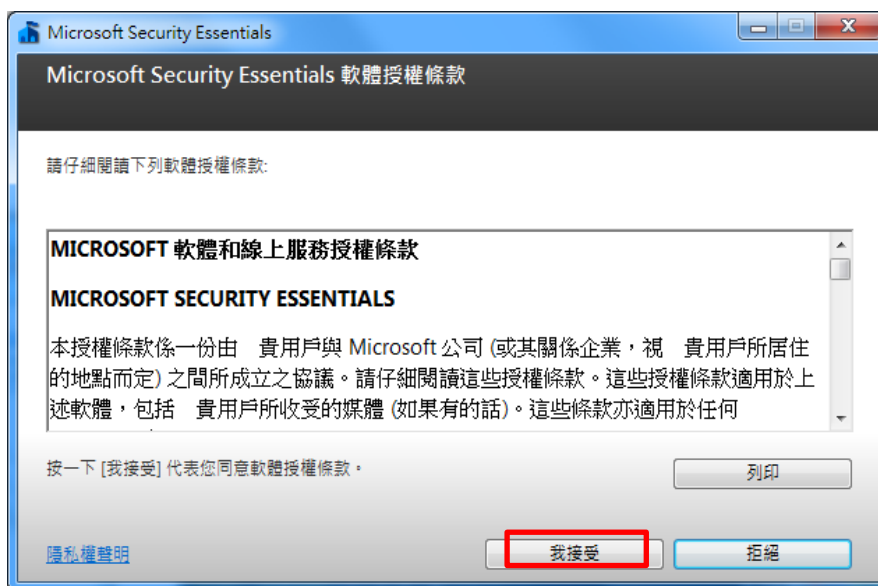 Microsoft Security Essentials
Microsoft Security Essentials 軟體授權條款
請仔細閱讀下列軟體授權條款:
MICROSOFT 軟體和線上服務授權條款
MICROSOFT SECURITY ESSENTIALS
本授權條款係一份由　貴用戶與 Microsoft 公司 (或其關係企業，視　貴用戶所居住
的地點而定) 之間所成立之協議。請仔細閱讀這些授權條款。這些授權條款適用於上
述軟體，包括　貴用戶所收受的媒體 (如果有的話)。這些條款亦適用於任何
按一下 [我接受] 代表您同意軟體授權條款。
列印
隱私權聲明
我接受
拒絕